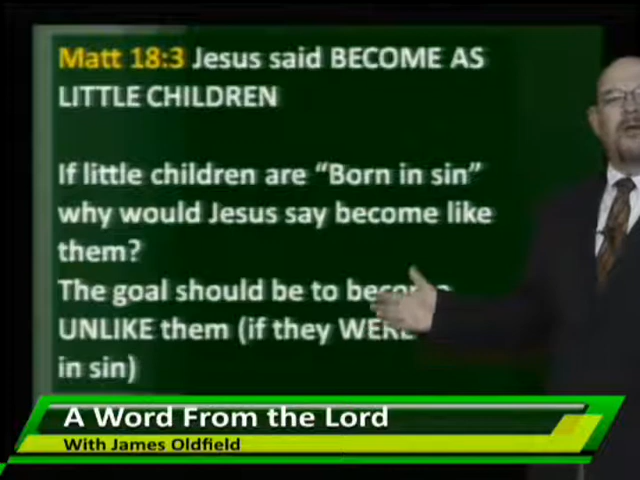 Matt 18:3 Jesus said BECOME AS
LITTLE CHILDREN
If little children are “Born in sin”
why would Jesus say become like
them?
The goal should be to
UNLIKE them (if they WERE
in sin)
A Word From the Lord
With James Oldfield